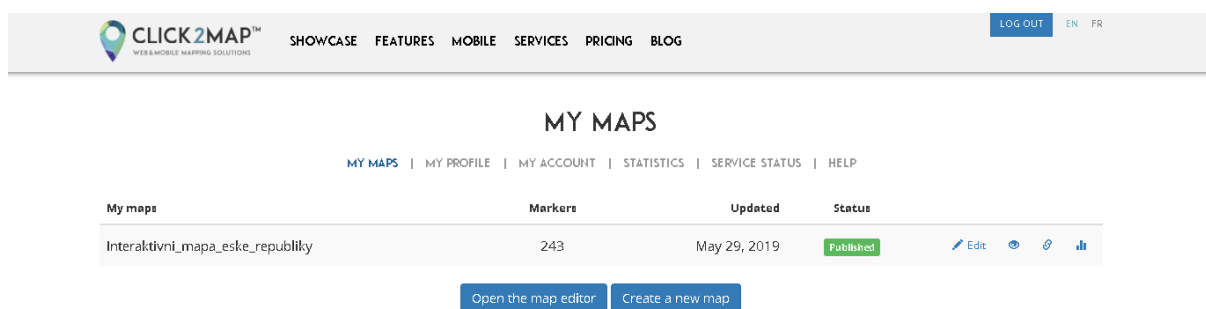 CLICK2MAP™
WEB & MOBILE MAPPING SOLUTIONS
SHOWCASE FEATURES MOBILE SERVICES PRICING BLOG
LOG OUT EN FR
MY MAPS
MY MAPS | MY PROFILE | MY ACCOUNT | STATISTICS | SERVICE STATUS | HELP
My maps Markers Updated Status
Interaktivni_mapa_eske_republiky 243 May 29, 2019 Published Edit
Open the map editor Create a new map